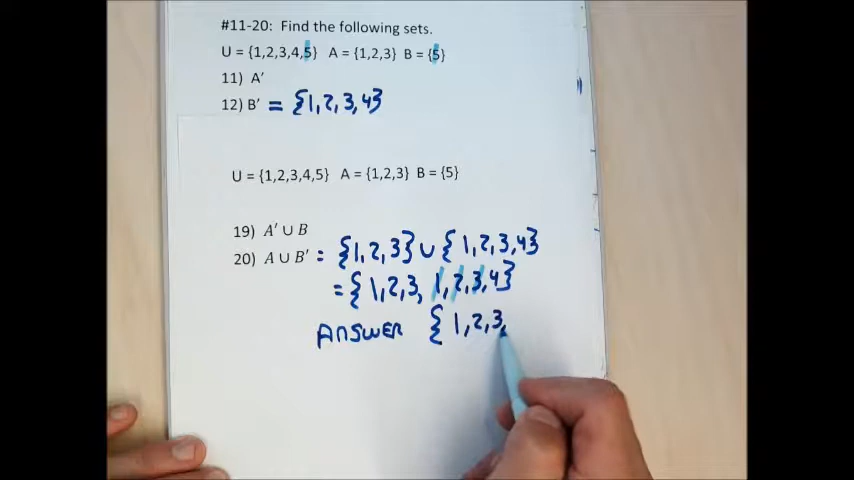 #11-20: Find the following sets.
U = {1,2,3,4,5} A = {1,2,3} B = {5}
11) A'
12) B' = {1,2,3,4}
U = {1,2,3,4,5} A = {1,2,3} B = {5}
19) A' ∪ B
20) A ∪ B' = {1,2,3} ∪ {1,2,3,4}
= {1,2,3, 1,2,3,4}
ANSWER { 1,2,3,